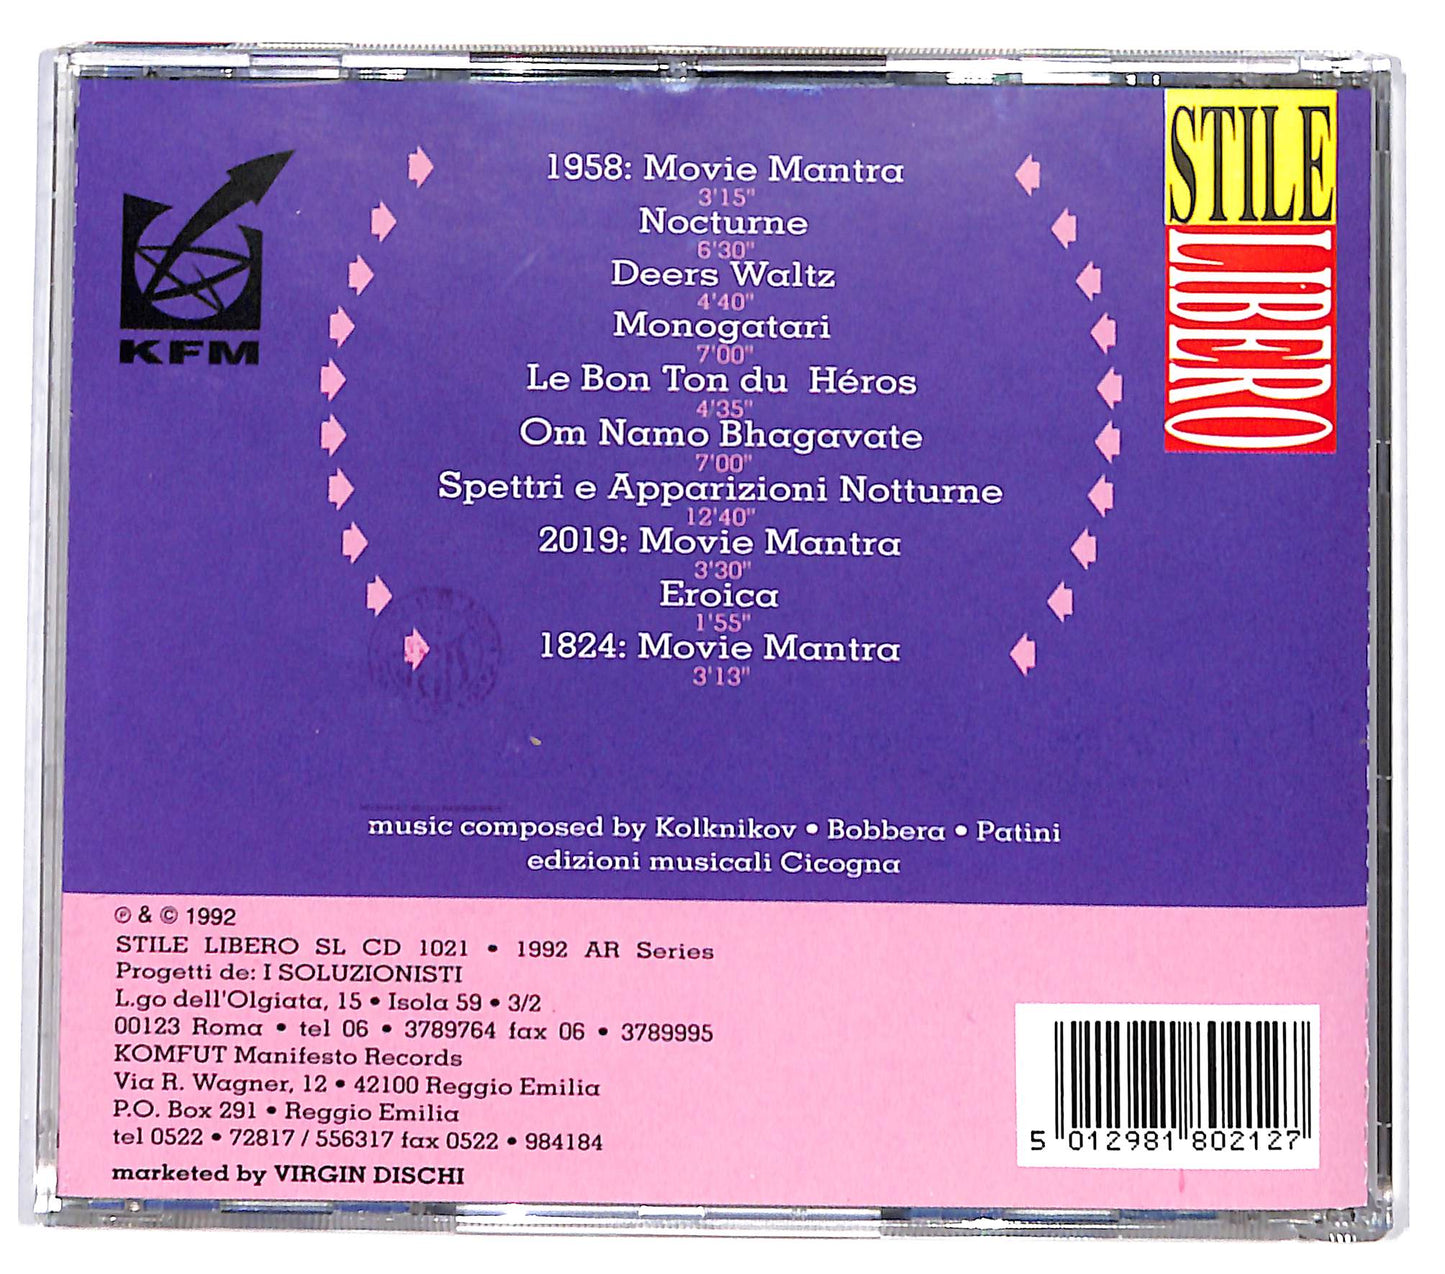 KFM
STILE
LIBERO
1958: Movie Mantra
3'15"
Nocturne
6'30"
Deers Waltz
4'40"
Monogatari
7'00"
Le Bon Ton du Héros
4'35"
Om Namo Bhagavate
7'00"
Spettri e Apparizioni Notturne
12'40"
2019: Movie Mantra
3'30"
Eroica
1'55"
1824: Movie Mantra
3'13"
music composed by Kolknikov • Bobbera • Patini
edizioni musicali Cicogna
℗ & © 1992
STILE LIBERO SL CD 1021 • 1992 AR Series
Progetti de: I SOLUZIONISTI
L.go dell'Olgiata, 15 • Isola 59 • 3/2
00123 Roma • tel 06 • 3789764 fax 06 • 3789995
KOMFUT Manifesto Records
Via R. Wagner, 12 • 42100 Reggio Emilia
P.O. Box 291 • Reggio Emilia
tel 0522 • 72817 / 556317 fax 0522 • 984184
marketed by VIRGIN DISCHI
5 012981 802127